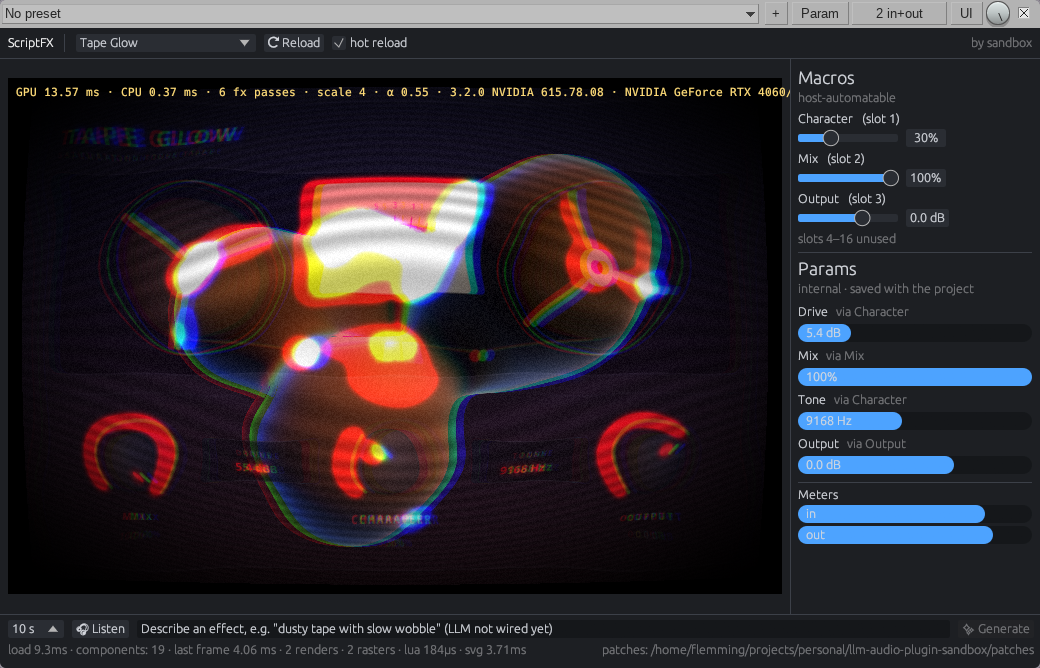 No preset + Param 2 in+out UI
ScriptFX Tape Glow Reload hot reload by sandbox
GPU 13.57 ms · CPU 0.37 ms · 6 fx passes · scale 4 · α 0.55 · 3.2.0 NVIDIA 615.78.08 · NVIDIA GeForce RTX 4060/
TAPE GLOW
CHARACTER
MIX
OUTPUT
Macros
host-automatable
Character (slot 1)
30%
Mix (slot 2)
100%
Output (slot 3)
0.0 dB
slots 4–16 unused
Params
internal · saved with the project
Drive via Character
5.4 dB
Mix via Mix
100%
Tone via Character
9168 Hz
Output via Output
0.0 dB
Meters
in
out
10 s Listen Describe an effect, e.g. "dusty tape with slow wobble" (LLM not wired yet) Generate
load 9.3ms · components: 19 · last frame 4.06 ms · 2 renders · 2 rasters · lua 184µs · svg 3.71ms patches: /home/flemming/projects/personal/llm-audio-plugin-sandbox/patches